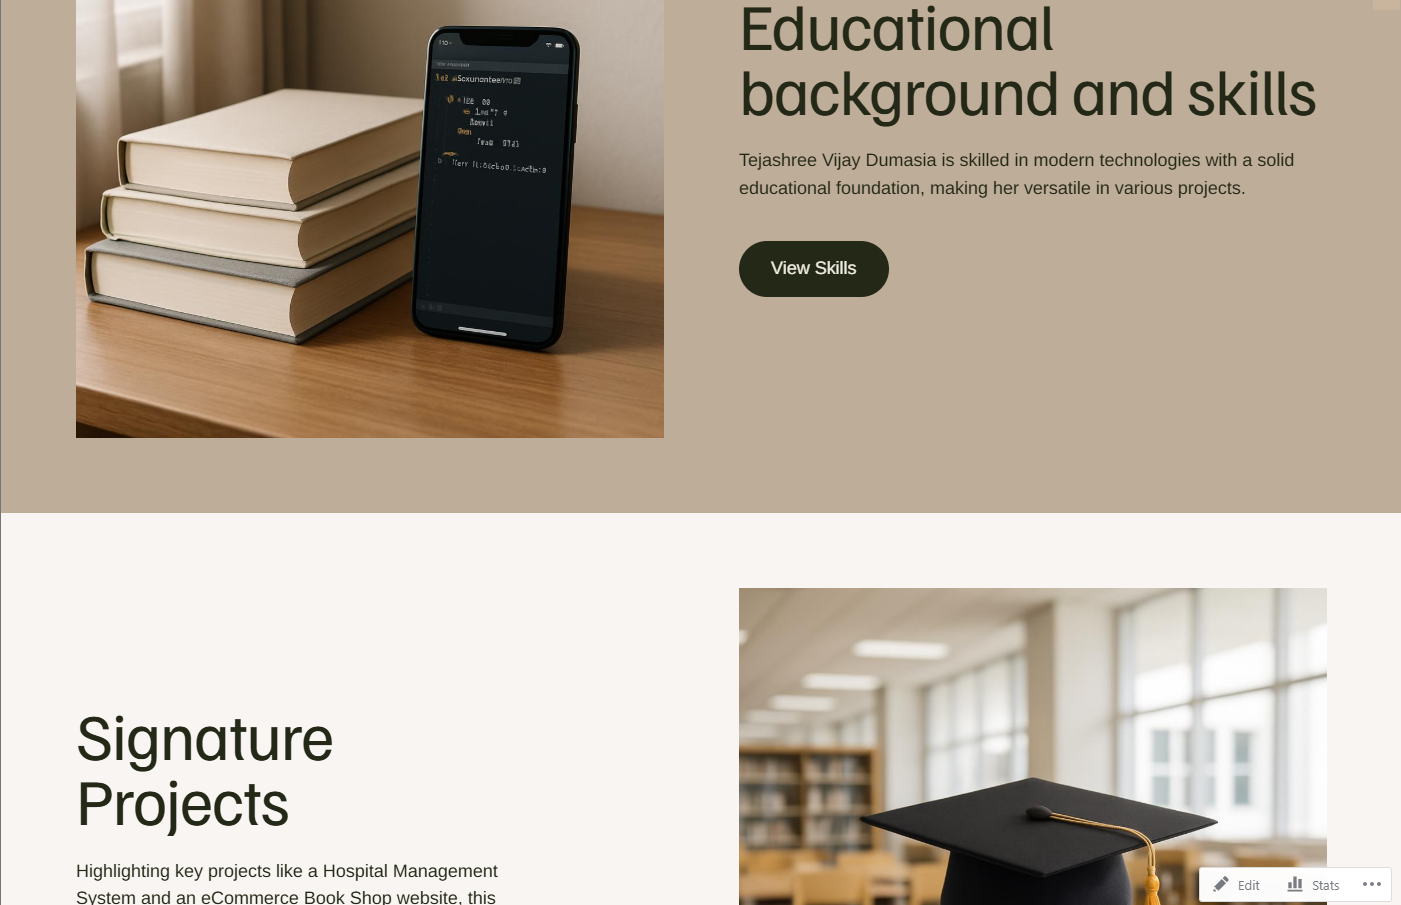 Educational
background and skills
Tejashree Vijay Dumasia is skilled in modern technologies with a solid
educational foundation, making her versatile in various projects.
View Skills
Signature
Projects
Highlighting key projects like a Hospital Management
System and an eCommerce Book Shop website, this
Edit
Stats